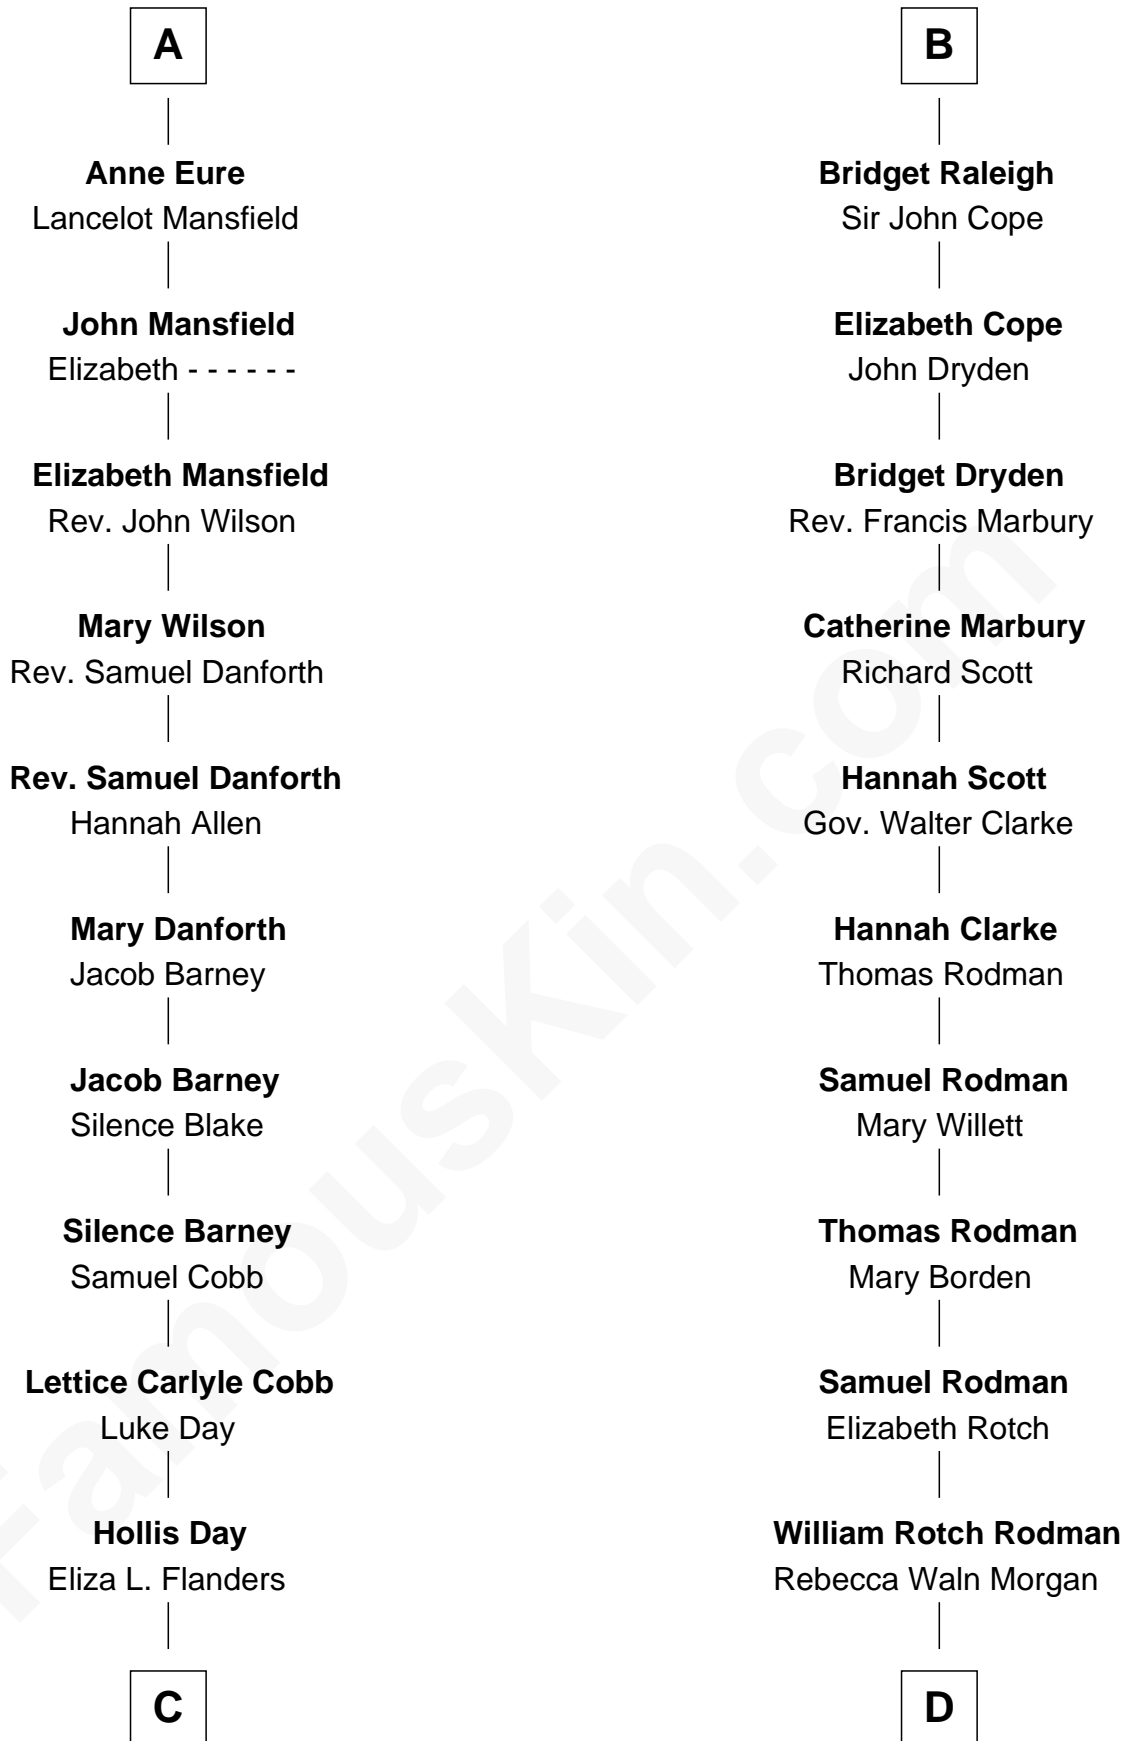 A
Anne Eure
Lancelot Mansfield
John Mansfield
Elizabeth - - - - - -
Elizabeth Mansfield
Rev. John Wilson
Mary Wilson
Rev. Samuel Danforth
Rev. Samuel Danforth
Hannah Allen
Mary Danforth
Jacob Barney
Jacob Barney
Silence Blake
Silence Barney
Samuel Cobb
Lettice Carlyle Cobb
Luke Day
Hollis Day
Eliza L. Flanders
C
B
Bridget Raleigh
Sir John Cope
Elizabeth Cope
John Dryden
Bridget Dryden
Rev. Francis Marbury
Catherine Marbury
Richard Scott
Hannah Scott
Gov. Walter Clarke
Hannah Clarke
Thomas Rodman
Samuel Rodman
Mary Willett
Thomas Rodman
Mary Borden
Samuel Rodman
Elizabeth Rotch
William Rotch Rodman
Rebecca Waln Morgan
D
FamousKin.com